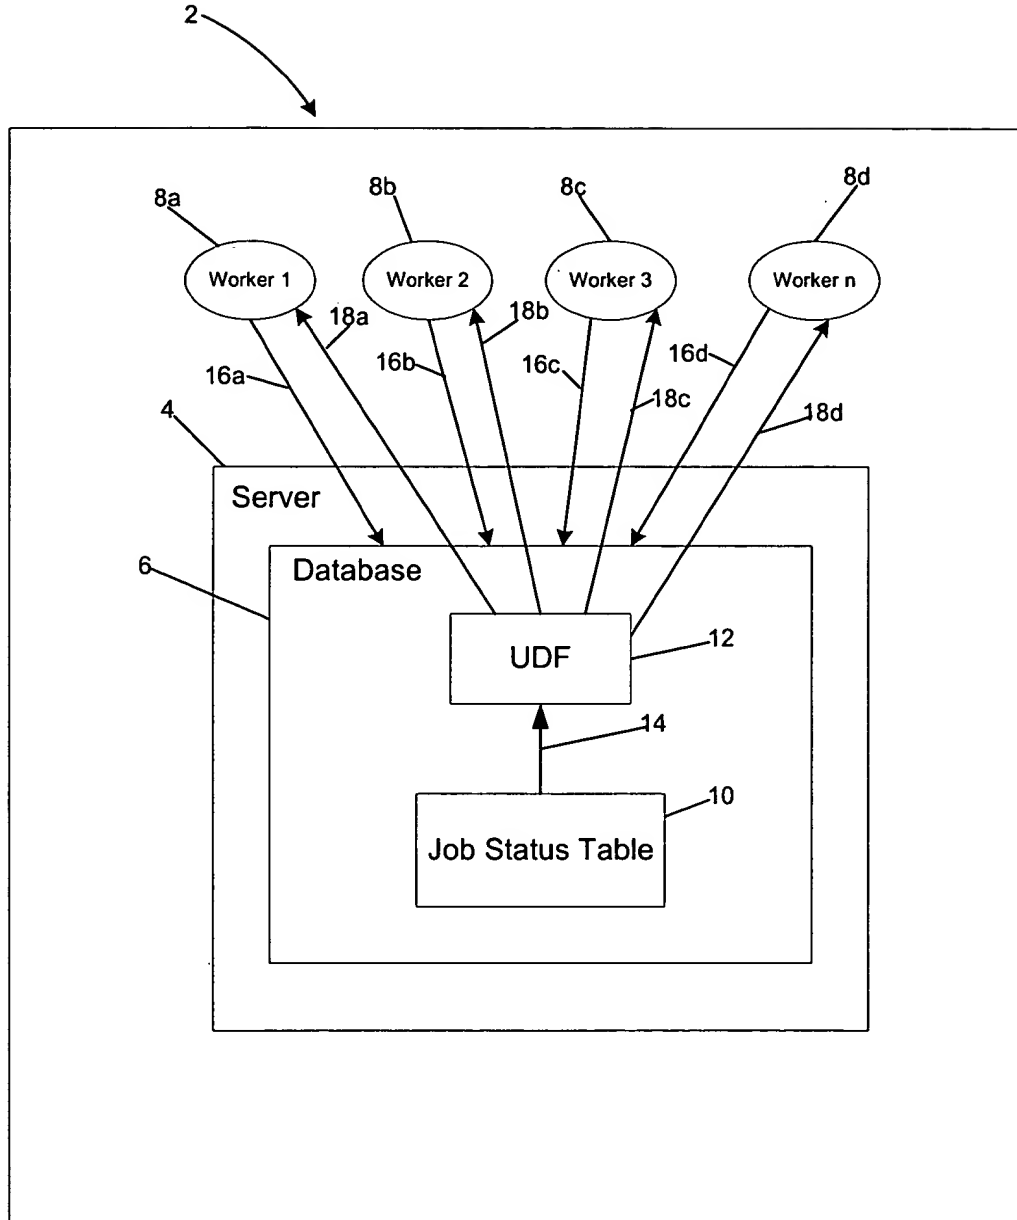 2
8a
8b
8c
8d
Worker 1
Worker 2
Worker 3
Worker n
18a
18b
16a
16b
16c
16d
18c
18d
4
Server
6
Database
UDF
12
14
10
Job Status Table